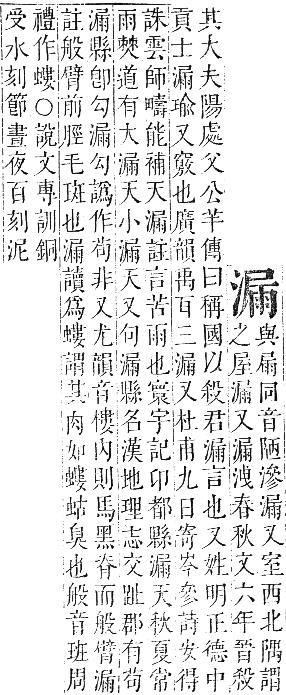 漏與屚同音陋滲漏又室西北隅謂
之屋漏又漏洩春秋文六年晉殺
其大夫陽處父公羊傳曰稱國以殺君漏言也又姓明正德中
貢士漏瑜又竅也廣韻禹百三漏又杜甫九日寄岑參詩安得
誅雲師疇能補天漏註言苦雨也寰宇記卭都縣漏天秋夏常
雨僰道有大漏天小漏天又句漏縣名漢地理志交趾郡有茍
漏縣卽勾漏勾譌作茍非又尤韻音樓內則馬黑脊而般臂漏
註般臂前脛毛斑也漏讀為螻謂其肉如螻蛄臭也般音班周
禮作螻○說文專訓銅
受水刻節晝夜百刻泥